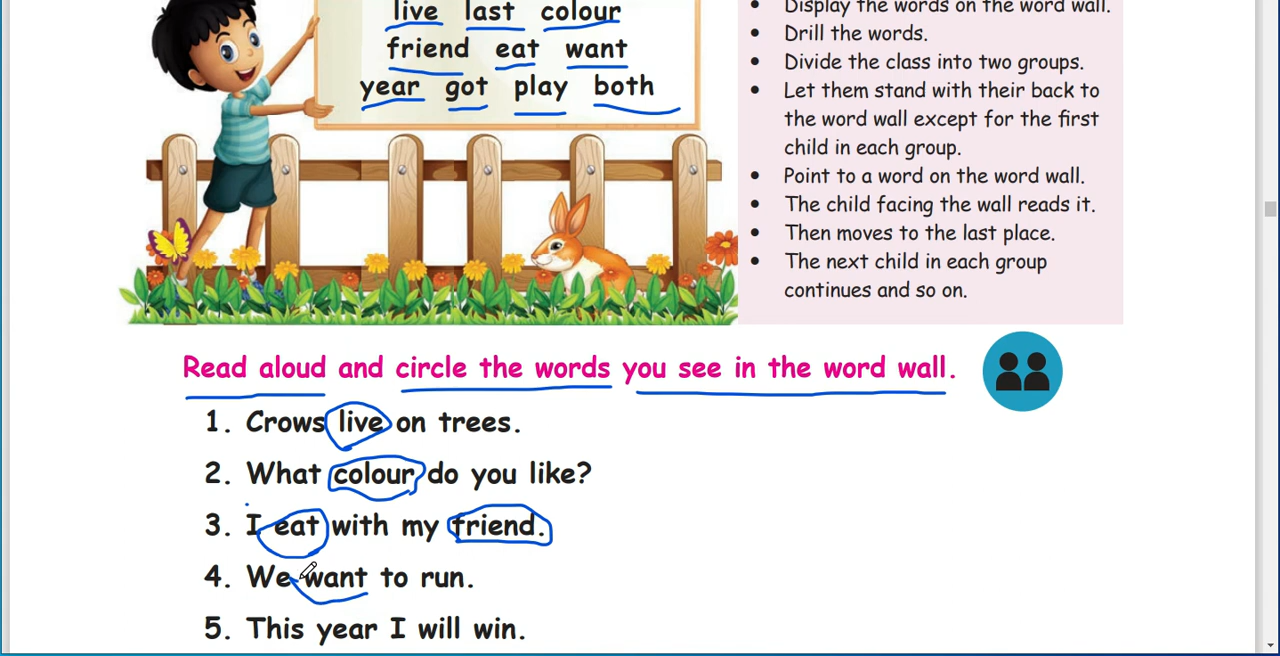 live last colour
friend eat want
year got play both
• Display the words on the word wall.
• Drill the words.
• Divide the class into two groups.
• Let them stand with their back to
the word wall except for the first
child in each group.
• Point to a word on the word wall.
• The child facing the wall reads it.
• Then moves to the last place.
• The next child in each group
continues and so on.
Read aloud and circle the words you see in the word wall.
1. Crows live on trees.
2. What colour do you like?
3. I eat with my friend.
4. We want to run.
5. This year I will win.